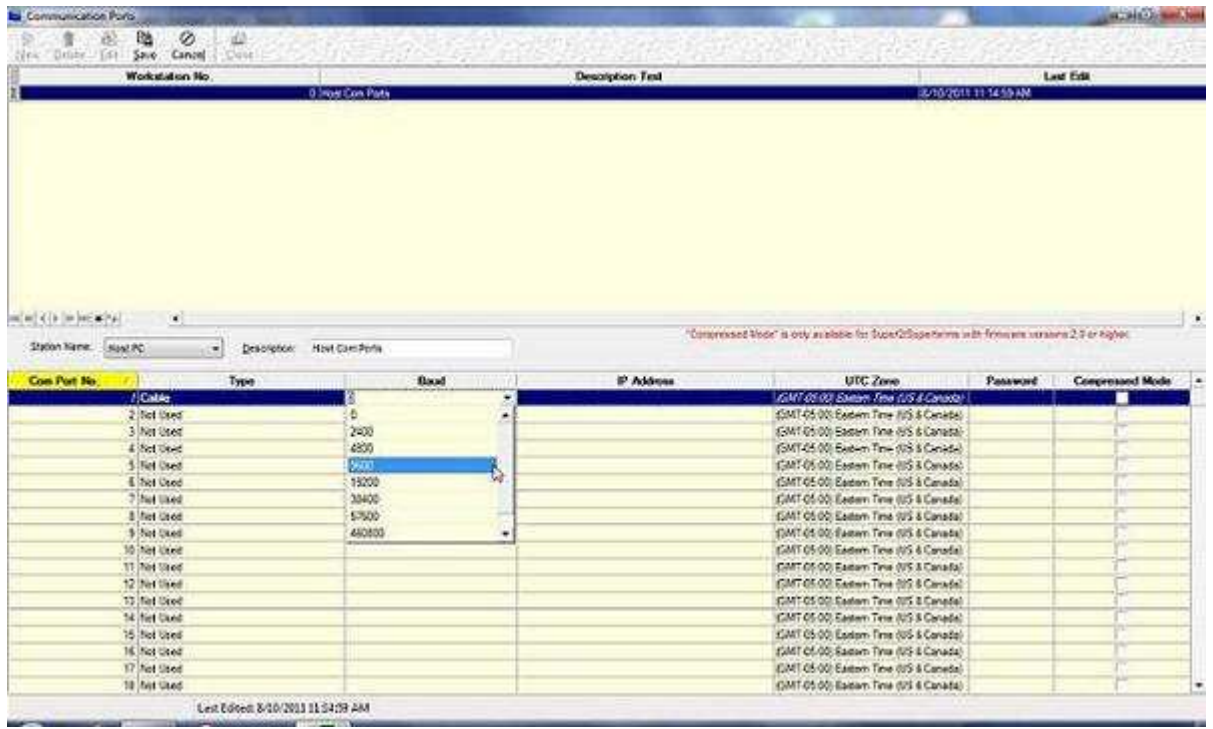 Communication Ports
Delete Edit Save Cancel Close
Workstation No. Description Text Last Edit
0 Host Com Ports 8/10/2011 11:54:59 AM
"Compressed Mode" is only available for Super2/Superterms with firmware versions 2.0 or higher.
Station Name: Host PC Description: Host Com Ports
Com Port No. Type Baud IP Address UTC Zone Password Compressed Mode
1 Cable (GMT-05:00) Eastern Time (US & Canada)
2 Not Used 0 (GMT-05:00) Eastern Time (US & Canada)
3 Not Used 2400 (GMT-05:00) Eastern Time (US & Canada)
4 Not Used 4800 (GMT-05:00) Eastern Time (US & Canada)
5 Not Used 9600 (GMT-05:00) Eastern Time (US & Canada)
6 Not Used 19200 (GMT-05:00) Eastern Time (US & Canada)
7 Not Used 38400 (GMT-05:00) Eastern Time (US & Canada)
8 Not Used 57600 (GMT-05:00) Eastern Time (US & Canada)
9 Not Used 460800 (GMT-05:00) Eastern Time (US & Canada)
10 Not Used (GMT-05:00) Eastern Time (US & Canada)
11 Not Used (GMT-05:00) Eastern Time (US & Canada)
12 Not Used (GMT-05:00) Eastern Time (US & Canada)
13 Not Used (GMT-05:00) Eastern Time (US & Canada)
14 Not Used (GMT-05:00) Eastern Time (US & Canada)
15 Not Used (GMT-05:00) Eastern Time (US & Canada)
16 Not Used (GMT-05:00) Eastern Time (US & Canada)
17 Not Used (GMT-05:00) Eastern Time (US & Canada)
18 Not Used (GMT-05:00) Eastern Time (US & Canada)
Last Edited: 8/10/2011 11:54:59 AM